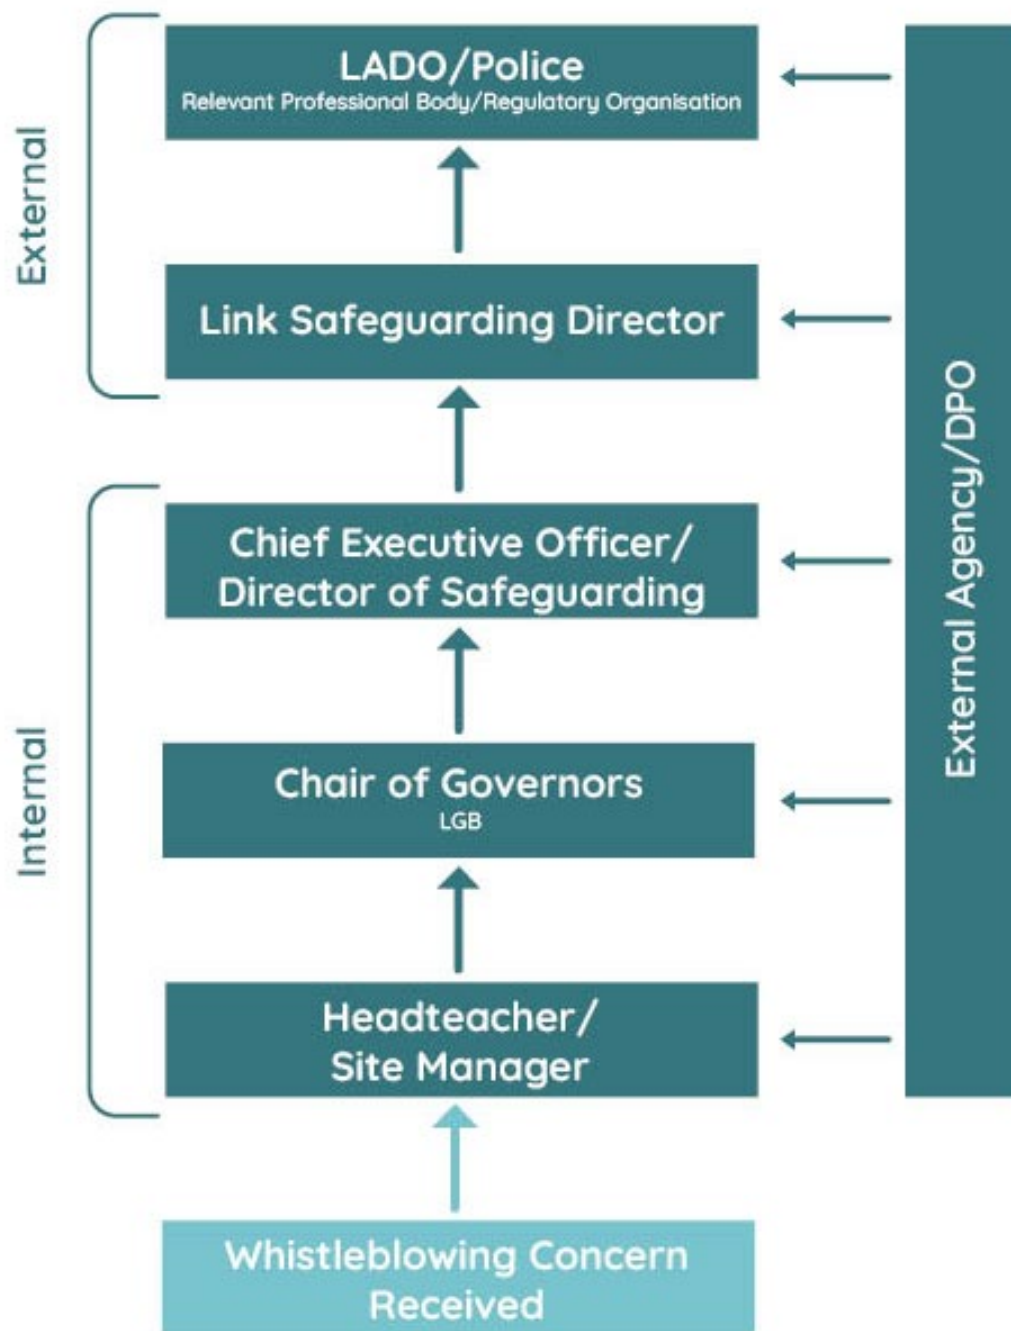 External
LADO/Police
Relevant Professional Body/Regulatory Organisation
Link Safeguarding Director
Internal
Chief Executive Officer/
Director of Safeguarding
Chair of Governors
LGB
Headteacher/
Site Manager
Whistleblowing Concern
Received
External Agency/DPO